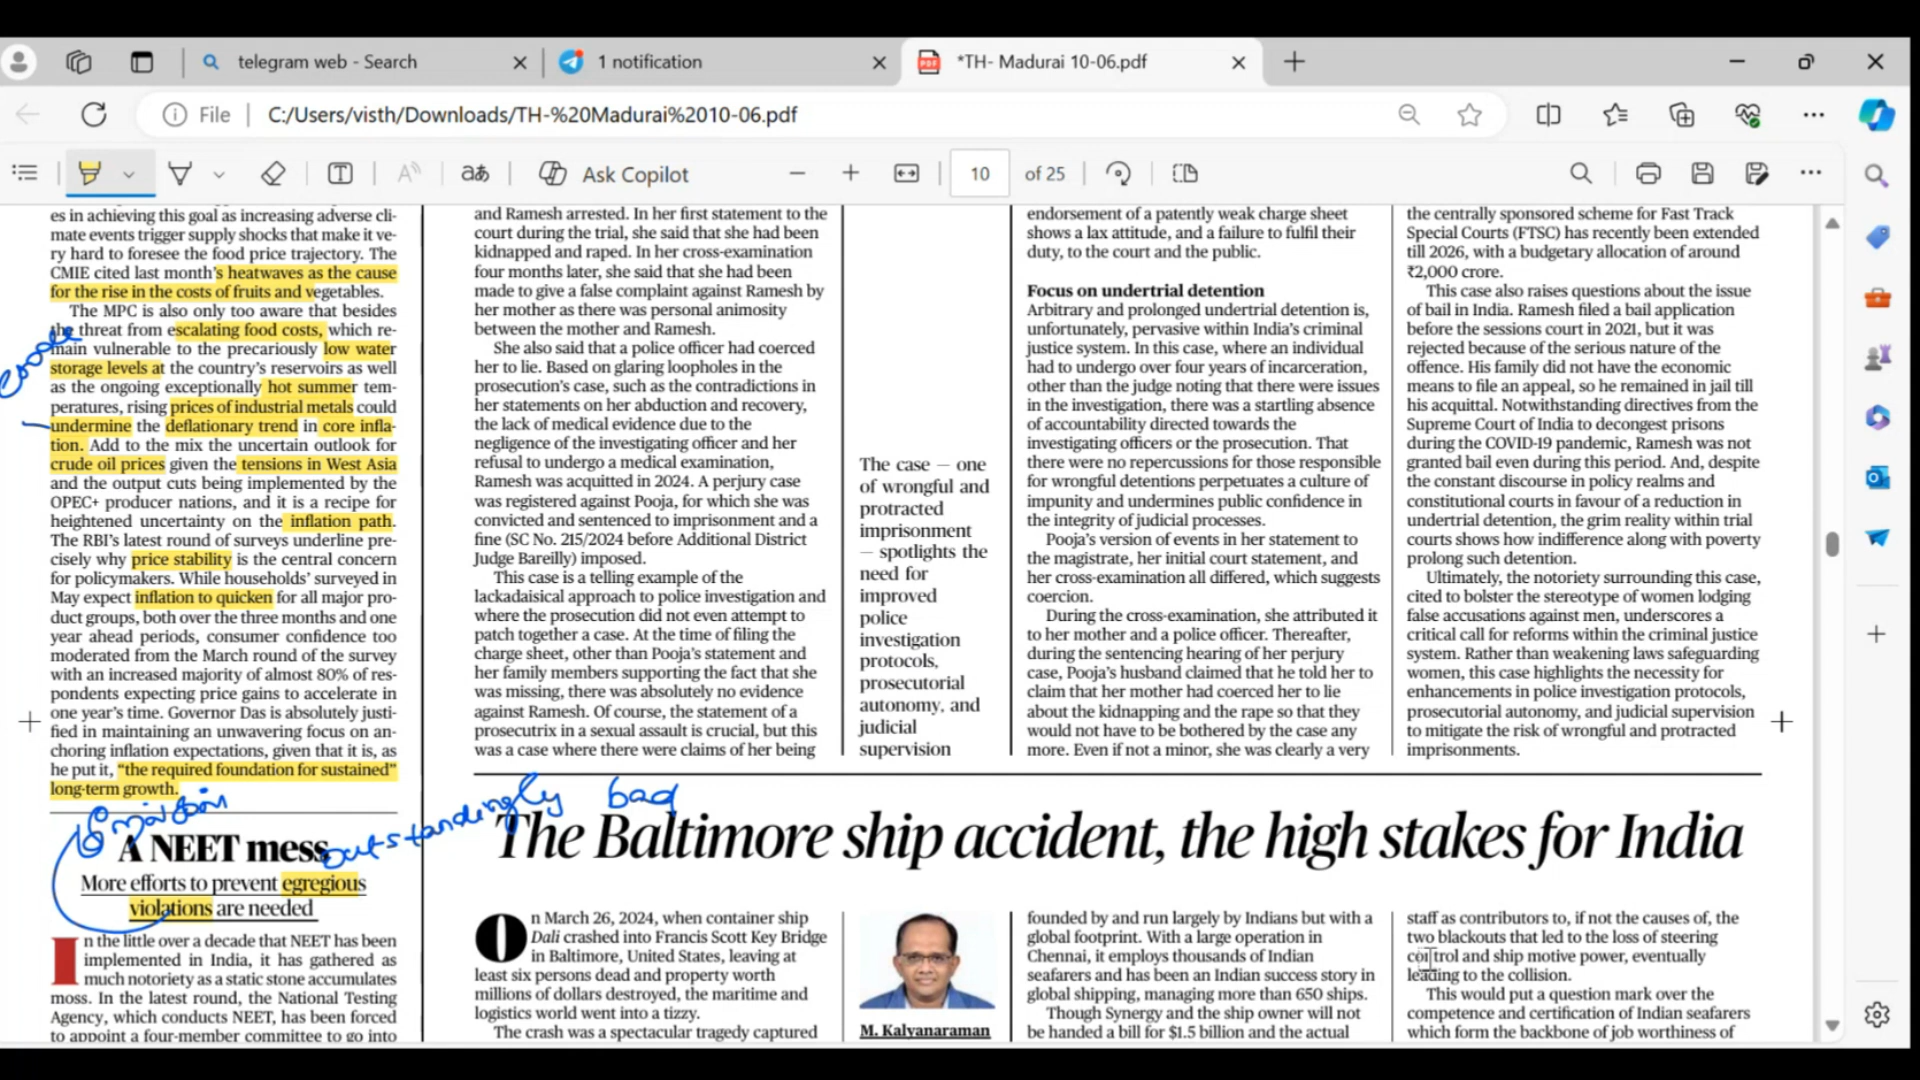 telegram web - Search
1 notification
*TH- Madurai 10-06.pdf
File
C:/Users/visth/Downloads/TH-%20Madurai%2010-06.pdf
Ask Copilot
10
of 25
es in achieving this goal as increasing adverse cli-
mate events trigger supply shocks that make it ve-
ry hard to foresee the food price trajectory. The
CMIE cited last month's heatwaves as the cause
for the rise in the costs of fruits and vegetables.
The MPC is also only too aware that besides
the threat from escalating food costs, which re-
main vulnerable to the precariously low water
storage levels at the country's reservoirs as well
as the ongoing exceptionally hot summer tem-
peratures, rising prices of industrial metals could
undermine the deflationary trend in core infla-
tion. Add to the mix the uncertain outlook for
crude oil prices given the tensions in West Asia
and the output cuts being implemented by the
OPEC+ producer nations, and it is a recipe for
heightened uncertainty on the inflation path.
The RBI's latest round of surveys underline pre-
cisely why price stability is the central concern
for policymakers. While households' surveyed in
May expect inflation to quicken for all major pro-
duct groups, both over the three months and one
year ahead periods, consumer confidence too
moderated from the March round of the survey
with an increased majority of almost 80% of res-
pondents expecting price gains to accelerate in
one year's time. Governor Das is absolutely justi-
fied in maintaining an unwavering focus on an-
choring inflation expectations, given that it is, as
he put it, “the required foundation for sustained”
long-term growth.
A NEET mess
More efforts to prevent egregious
violations are needed
In the little over a decade that NEET has been
implemented in India, it has gathered as
much notoriety as a static stone accumulates
moss. In the latest round, the National Testing
Agency, which conducts NEET, has been forced
to appoint a four-member committee to go into
and Ramesh arrested. In her first statement to the
court during the trial, she said that she had been
kidnapped and raped. In her cross-examination
four months later, she said that she had been
made to give a false complaint against Ramesh by
her mother as there was personal animosity
between the mother and Ramesh.
She also said that a police officer had coerced
her to lie. Based on glaring loopholes in the
prosecution's case, such as the contradictions in
her statements on her abduction and recovery,
the lack of medical evidence due to the
negligence of the investigating officer and her
refusal to undergo a medical examination,
Ramesh was acquitted in 2024. A perjury case
was registered against Pooja, for which she was
convicted and sentenced to imprisonment and a
fine (SC No. 215/2024 before Additional District
Judge Bareilly) imposed.
This case is a telling example of the
lackadaisical approach to police investigation and
where the prosecution did not even attempt to
patch together a case. At the time of filing the
charge sheet, other than Pooja's statement and
her family members supporting the fact that she
was missing, there was absolutely no evidence
against Ramesh. Of course, the statement of a
prosecutrix in a sexual assault is crucial, but this
was a case where there were claims of her being
The case – one
of wrongful and
protracted
imprisonment
– spotlights the
need for
improved
police
investigation
protocols,
prosecutorial
autonomy, and
judicial
supervision
endorsement of a patently weak charge sheet
shows a lax attitude, and a failure to fulfil their
duty, to the court and the public.
Focus on undertrial detention
Arbitrary and prolonged undertrial detention is,
unfortunately, pervasive within India's criminal
justice system. In this case, where an individual
had to undergo over four years of incarceration,
other than the judge noting that there were issues
in the investigation, there was a startling absence
of accountability directed towards the
investigating officers or the prosecution. That
there were no repercussions for those responsible
for wrongful detentions perpetuates a culture of
impunity and undermines public confidence in
the integrity of judicial processes.
Pooja's version of events in her statement to
the magistrate, her initial court statement, and
her cross-examination all differed, which suggests
coercion.
During the cross-examination, she attributed it
to her mother and a police officer. Thereafter,
during the sentencing hearing of her perjury
case, Pooja's husband claimed that he told her to
claim that her mother had coerced her to lie
about the kidnapping and the rape so that they
would not have to be bothered by the case any
more. Even if not a minor, she was clearly a very
the centrally sponsored scheme for Fast Track
Special Courts (FTSC) has recently been extended
till 2026, with a budgetary allocation of around
₹2,000 crore.
This case also raises questions about the issue
of bail in India. Ramesh filed a bail application
before the sessions court in 2021, but it was
rejected because of the serious nature of the
offence. His family did not have the economic
means to file an appeal, so he remained in jail till
his acquittal. Notwithstanding directives from the
Supreme Court of India to decongest prisons
during the COVID-19 pandemic, Ramesh was not
granted bail even during this period. And, despite
the constant discourse in policy realms and
constitutional courts in favour of a reduction in
undertrial detention, the grim reality within trial
courts shows how indifference along with poverty
prolong such detention.
Ultimately, the notoriety surrounding this case,
cited to bolster the stereotype of women lodging
false accusations against men, underscores a
critical call for reforms within the criminal justice
system. Rather than weakening laws safeguarding
women, this case highlights the necessity for
enhancements in police investigation protocols,
prosecutorial autonomy, and judicial supervision
to mitigate the risk of wrongful and protracted
imprisonments.
outstandingly bad
The Baltimore ship accident, the high stakes for India
On March 26, 2024, when container ship
Dali crashed into Francis Scott Key Bridge
in Baltimore, United States, leaving at
least six persons dead and property worth
millions of dollars destroyed, the maritime and
logistics world went into a tizzy.
The crash was a spectacular tragedy captured
M. Kalyanaraman
founded by and run largely by Indians but with a
global footprint. With a large operation in
Chennai, it employs thousands of Indian
seafarers and has been an Indian success story in
global shipping, managing more than 650 ships.
Though Synergy and the ship owner will not
be handed a bill for $1.5 billion and the actual
staff as contributors to, if not the causes of, the
two blackouts that led to the loss of steering
control and ship motive power, eventually
leading to the collision.
This would put a question mark over the
competence and certification of Indian seafarers
which form the backbone of job worthiness of